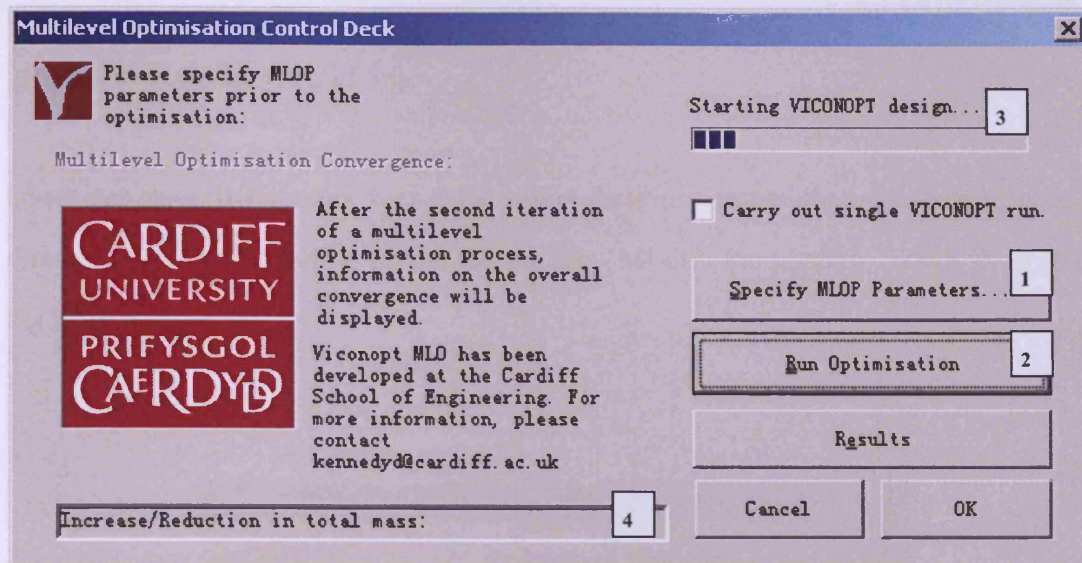 Multilevel Optimisation Control Deck
Please specify MLOP
parameters prior to the
optimisation:
Multilevel Optimisation Convergence:
CARDIFF
UNIVERSITY
PRIFYSGOL
CAERDYDD
After the second iteration
of a multilevel
optimisation process,
information on the overall
convergence will be
displayed.
Viconopt MLO has been
developed at the Cardiff
School of Engineering. For
more information, please
contact
kennedyd@cardiff.ac.uk
Increase/Reduction in total mass:
4
Starting VICONOPT design...
3
Carry out single VICONOPT run.
Specify MLOP Parameters...
1
Run Optimisation
2
Results
Cancel
OK